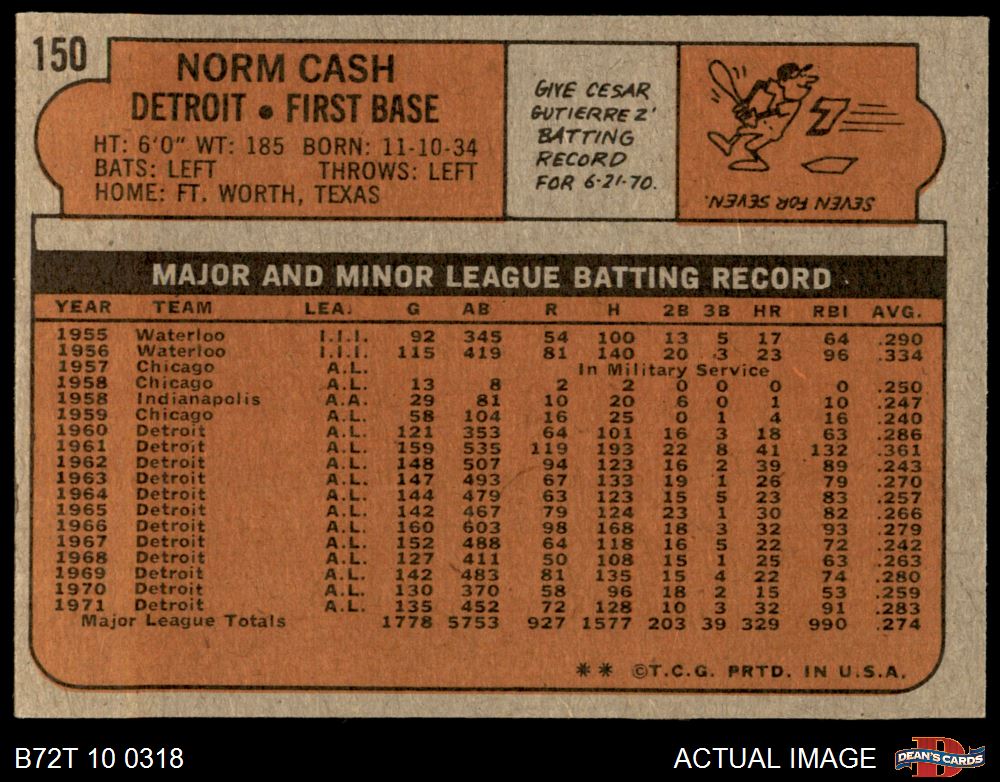 150
NORM CASH
DETROIT • FIRST BASE
HT: 6'0" WT: 185 BORN: 11-10-34
BATS: LEFT THROWS: LEFT
HOME: FT. WORTH, TEXAS
GIVE CESAR
GUTIERREZ'
BATTING
RECORD
FOR 6-21-70.
7
SEVEN FOR SEVEN.
MAJOR AND MINOR LEAGUE BATTING RECORD
YEAR TEAM LEA. G AB R H 2B 3B HR RBI AVG.
1955 Waterloo I.I.I. 92 345 54 100 13 5 17 64 .290
1956 Waterloo I.I.I. 115 419 81 140 20 3 23 96 .334
1957 Chicago A.L. In Military Service
1958 Chicago A.L. 13 8 2 2 0 0 0 0 .250
1958 Indianapolis A.A. 29 81 10 20 6 0 1 10 .247
1959 Chicago A.L. 58 104 16 25 0 1 4 16 .240
1960 Detroit A.L. 121 353 64 101 16 3 18 63 .286
1961 Detroit A.L. 159 535 119 193 22 8 41 132 .361
1962 Detroit A.L. 148 507 94 123 16 2 39 89 .243
1963 Detroit A.L. 147 493 67 133 19 1 26 79 .270
1964 Detroit A.L. 144 479 63 123 15 5 23 83 .257
1965 Detroit A.L. 142 467 79 124 23 1 30 82 .266
1966 Detroit A.L. 160 603 98 168 18 3 32 93 .279
1967 Detroit A.L. 152 488 64 118 16 5 22 72 .242
1968 Detroit A.L. 127 411 50 108 15 1 25 63 .263
1969 Detroit A.L. 142 483 81 135 15 4 22 74 .280
1970 Detroit A.L. 130 370 58 96 18 2 15 53 .259
1971 Detroit A.L. 135 452 72 128 10 3 32 91 .283
Major League Totals 1778 5753 927 1577 203 39 329 990 .274
** ©T.C.G. PRTD. IN U.S.A.
B72T 10 0318
ACTUAL IMAGE
D
DEAN'S CARDS